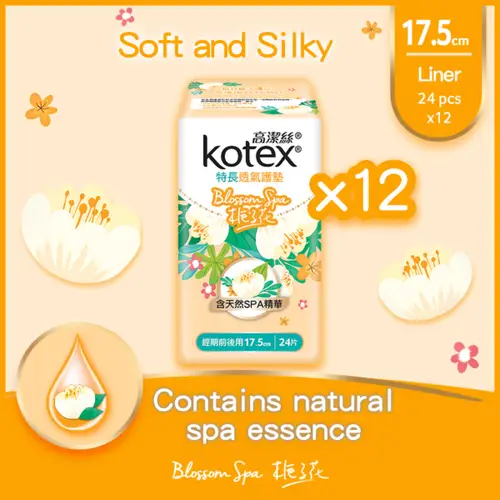 Soft and Silky
17.5cm
Liner
24 pcs
x12
高潔絲®
kotex®
特長透氣護墊
Blossom Spa
梔子花
x12
含天然SPA精華
經期前後用17.5cm 24片
Contains natural
spa essence
Blossom Spa 梔子花